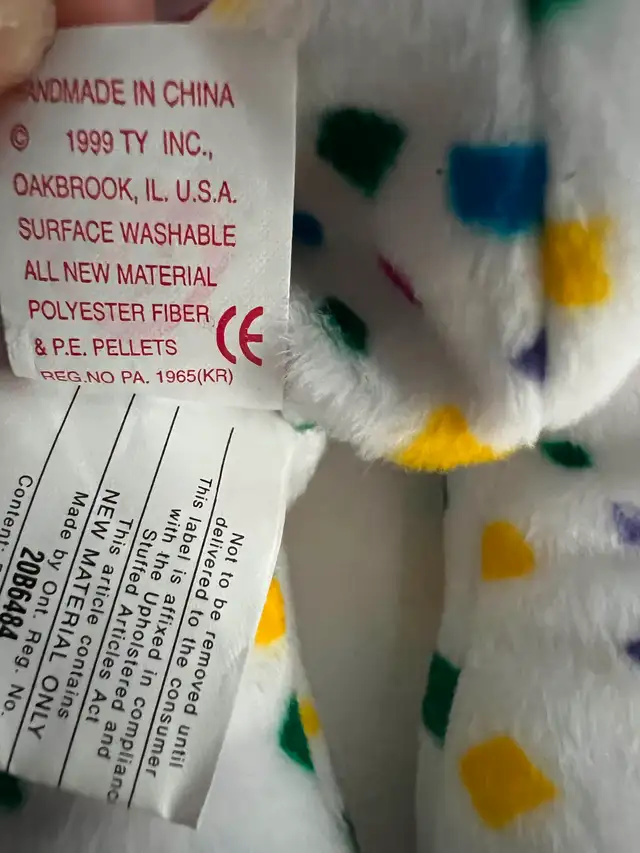 ANDMADE IN CHINA
© 1999 TY INC.,
OAKBROOK, IL. U.S.A.
SURFACE WASHABLE
ALL NEW MATERIAL
POLYESTER FIBER
& P.E. PELLETS CE
REG.NO PA. 1965(KR)
Not to be removed until
delivered to the consumer
This label is affixed in complianc
with the Upholstered and
Stuffed Articles Act
This article contains
NEW MATERIAL ONLY
Made by Ont. Reg. No.
20B6484
Content: